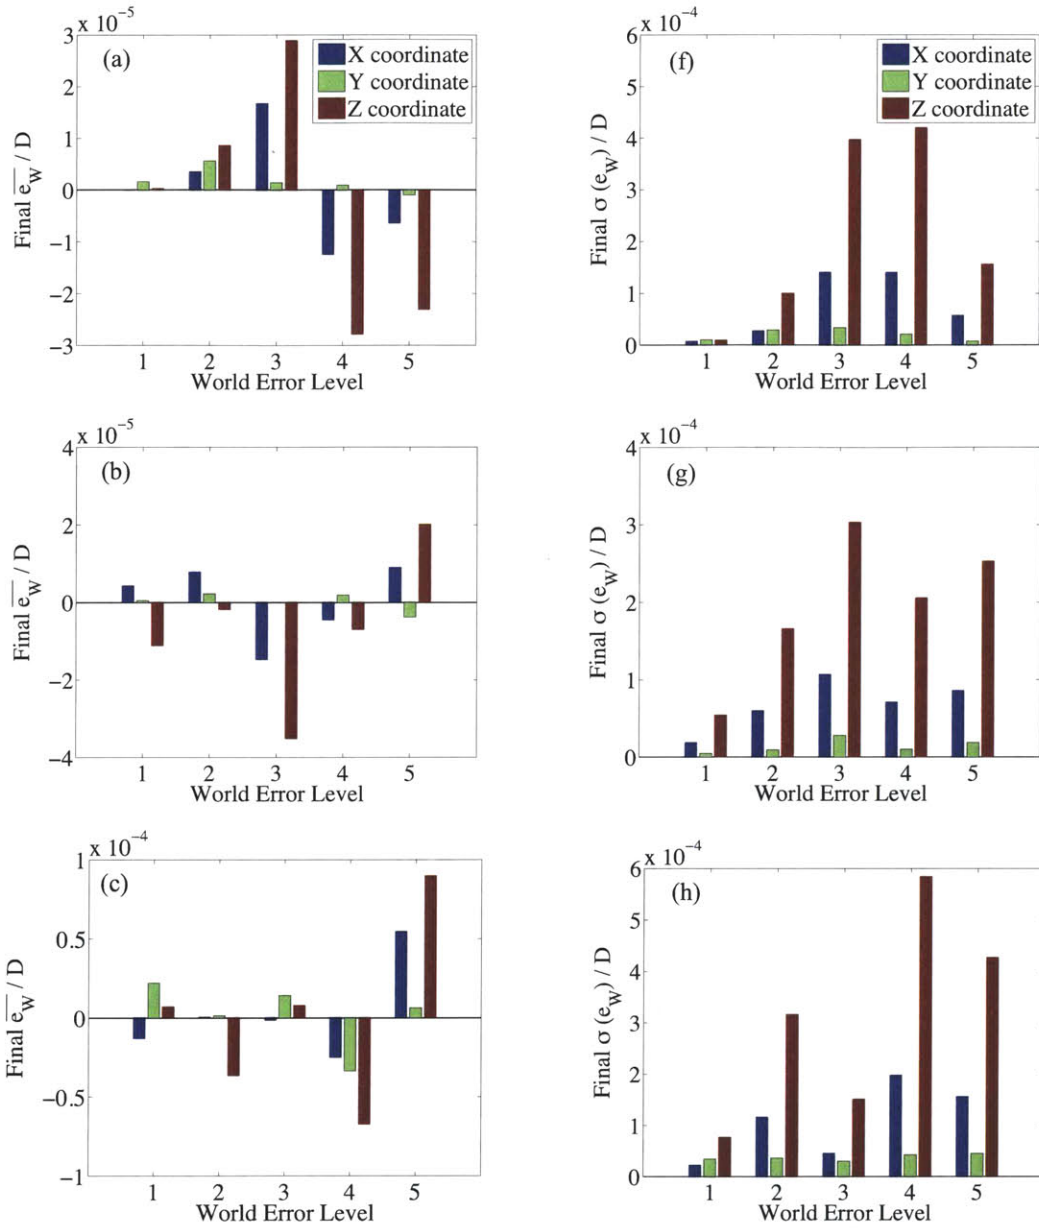 x 10⁻⁵
3
2
1
0
−1
−2
−3
(a)
X coordinate
Y coordinate
Z coordinate
Final e_W / D
1 2 3 4 5
World Error Level
x 10⁻⁴
6
5
4
3
2
1
0
(f)
X coordinate
Y coordinate
Z coordinate
Final σ (e_W) / D
1 2 3 4 5
World Error Level
x 10⁻⁵
4
2
0
−2
−4
(b)
Final e_W / D
1 2 3 4 5
World Error Level
x 10⁻⁴
4
3
2
1
0
(g)
Final σ (e_W) / D
1 2 3 4 5
World Error Level
x 10⁻⁴
1
0.5
0
−0.5
−1
(c)
Final e_W / D
1 2 3 4 5
World Error Level
x 10⁻⁴
6
5
4
3
2
1
0
(h)
Final σ (e_W) / D
1 2 3 4 5
World Error Level